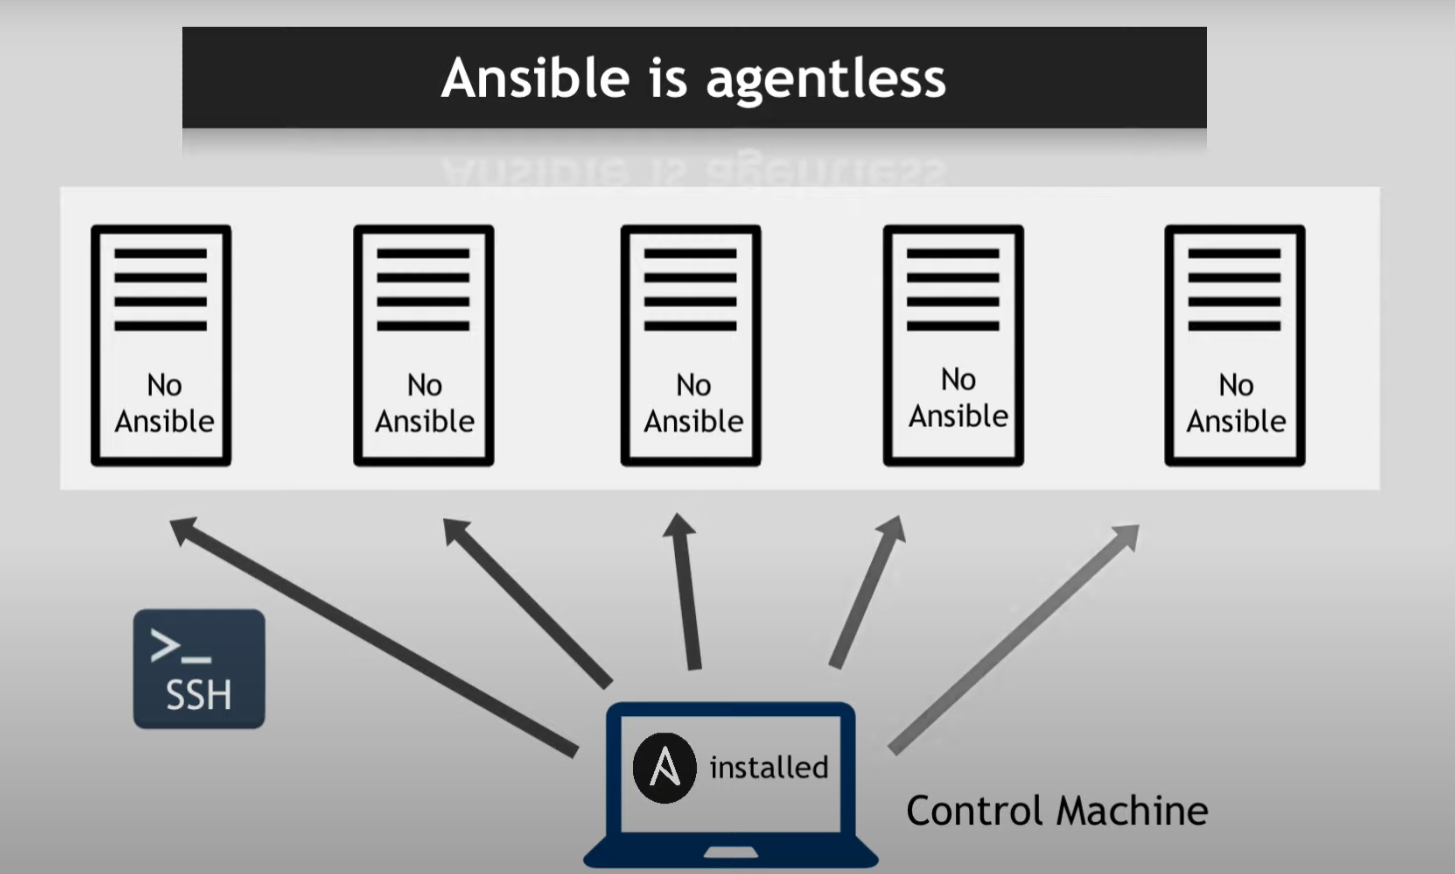 Ansible is agentless
No
Ansible
No
Ansible
No
Ansible
No
Ansible
No
Ansible
>_
SSH
installed
Control Machine